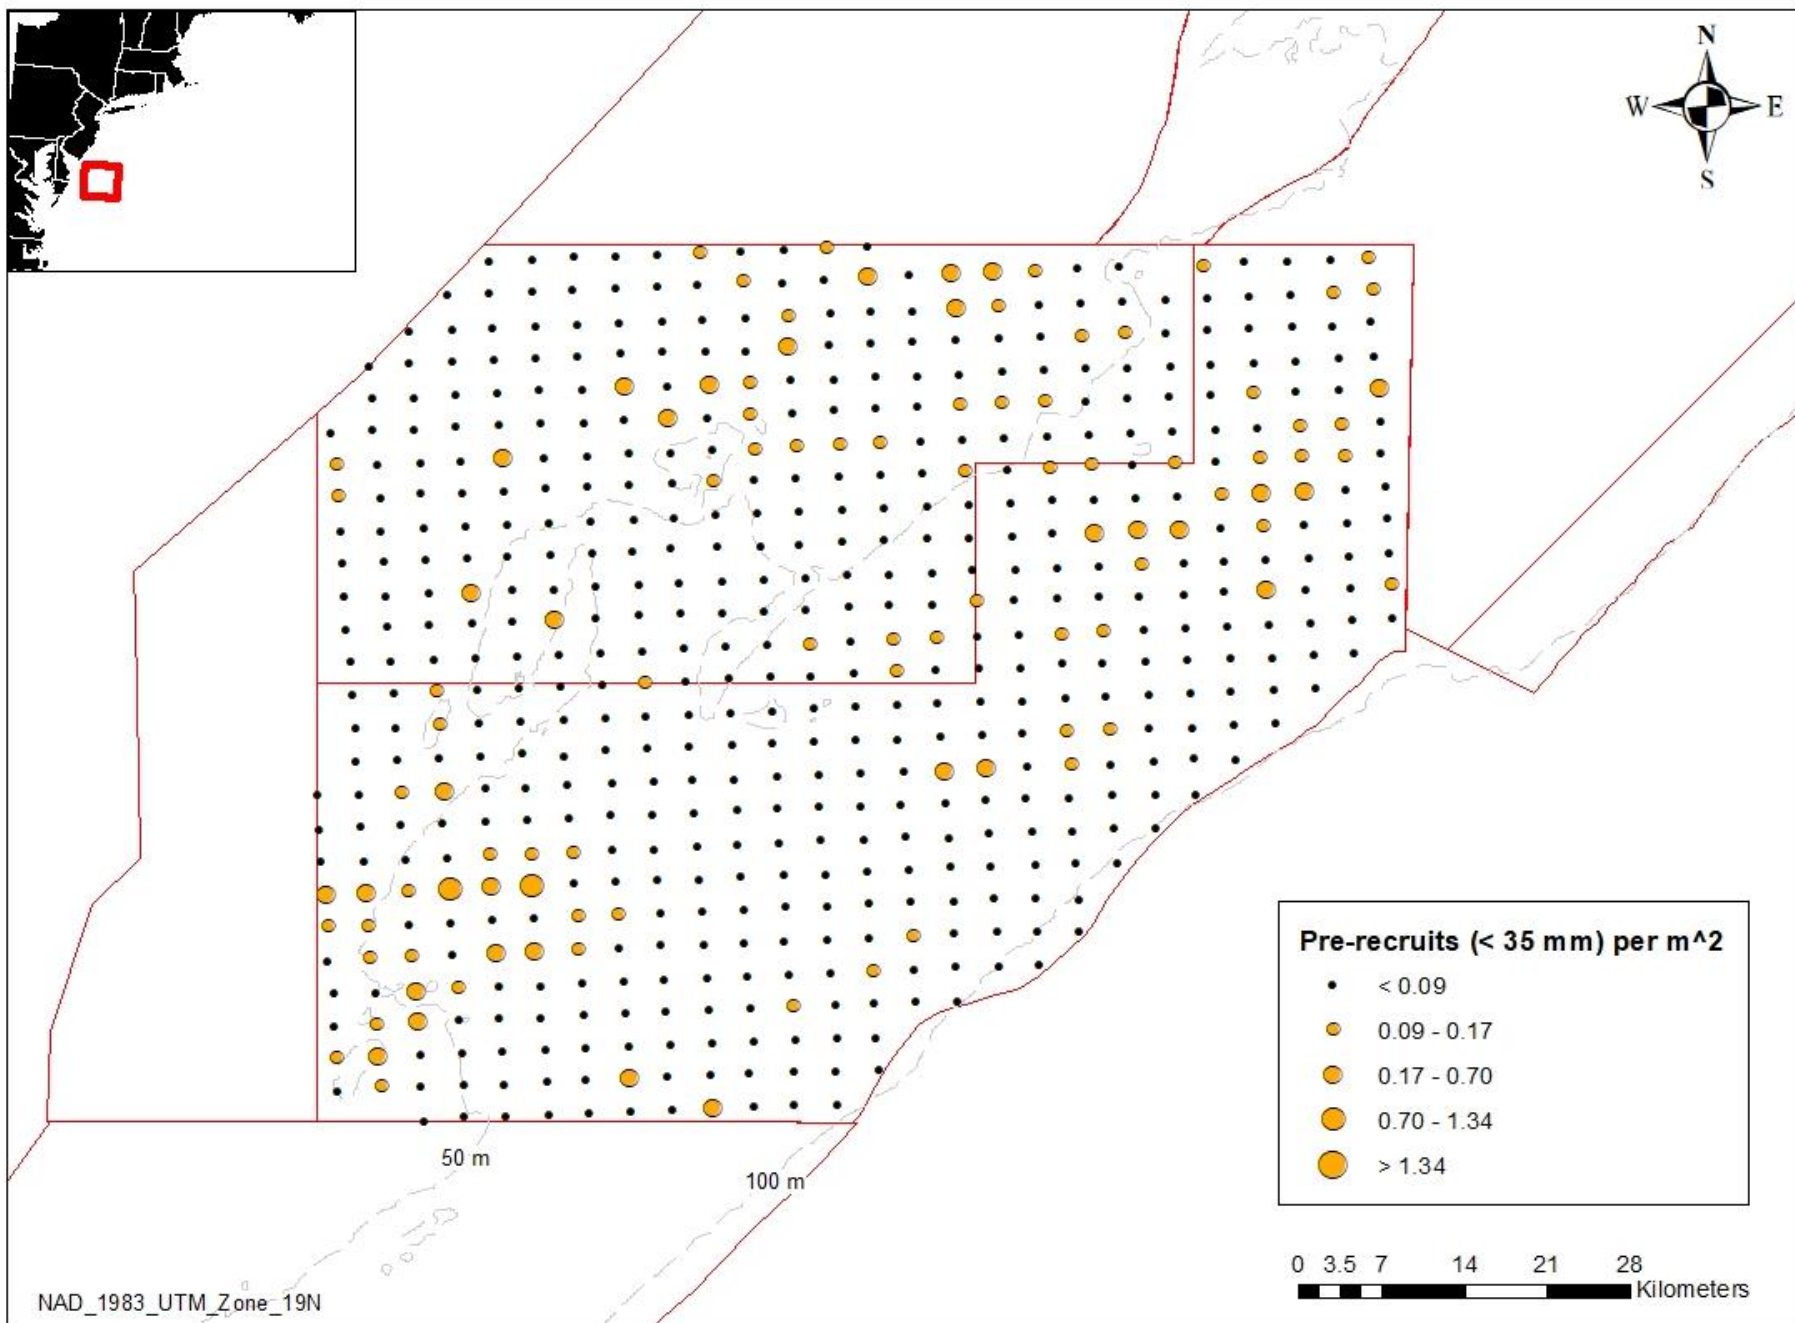 N
W E
S
Pre-recruits (< 35 mm) per m^2
< 0.09
0.09 - 0.17
0.17 - 0.70
0.70 - 1.34
> 1.34
50 m
100 m
0 3.5 7 14 21 28
Kilometers
NAD_1983_UTM_Zone_19N